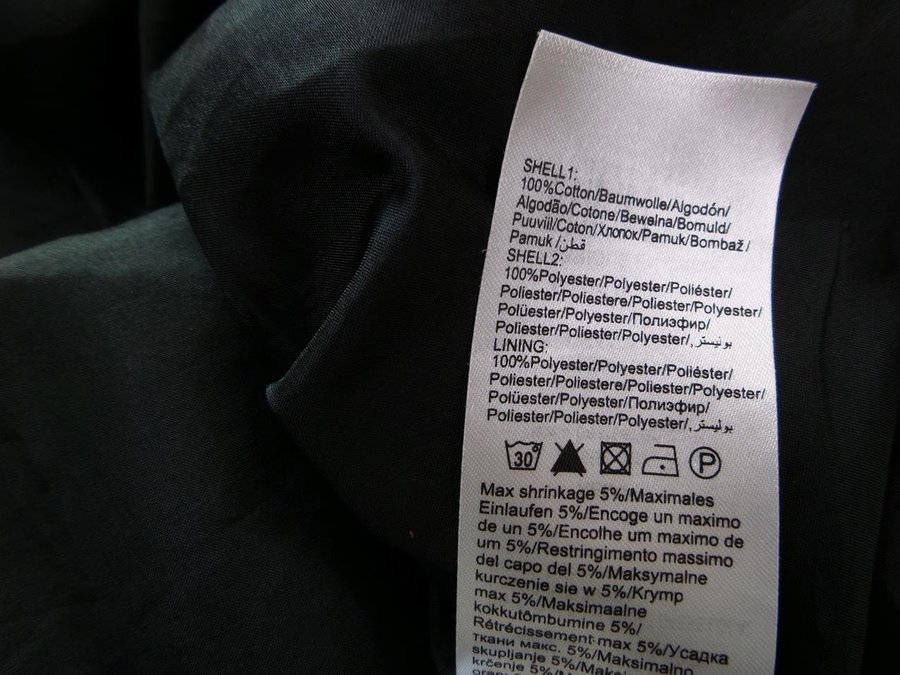 SHELL1:
100%Cotton/Baumwolle/Algodón/
Algodão/Cotone/Bewelna/Bomuld/
Puuviil/Coton/Хлопок/Pamuk/Bombaž/
Pamuk /قطن
SHELL2:
100%Polyester/Polyester/Poliéster/
Poliester/Poliestere/Poliester/Polyester/
Polüester/Polyester/Полиэфир/
Poliester/Poliester/Polyester/,بوليستر
LINING:
100%Polyester/Polyester/Poliéster/
Poliester/Poliestere/Poliester/Polyester/
Polüester/Polyester/Полиэфир/
Poliester/Poliester/Polyester/,بوليستر
30 P
Max shrinkage 5%/Maximales
Einlaufen 5%/Encoge un maximo
de un 5%/Encolhe um maximo de
um 5%/Restringimento massimo
del capo del 5%/Maksymalne
kurczenie sie w 5%/Krymp
max 5%/Maksimaalne
kokkutõmbumine 5%/
Rétrécissement max 5%/Усадка
ткани макс. 5%/Maksimalno
skupljanje 5%/
krčenje 5%/